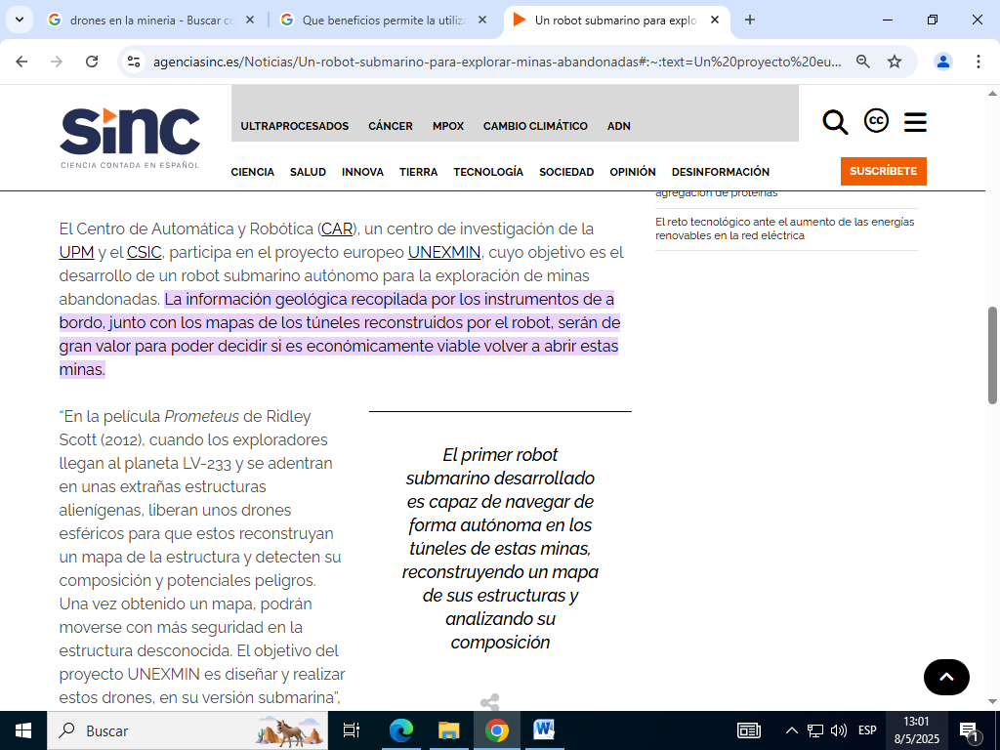 drones en la mineria - Buscar co
Que beneficios permite la utiliza
Un robot submarino para explo
agenciasinc.es/Noticias/Un-robot-submarino-para-explorar-minas-abandonadas#:~:text=Un%20proyecto%20eu...
SINC
CIENCIA CONTADA EN ESPAÑOL
ULTRAPROCESADOS CÁNCER MPOX CAMBIO CLIMÁTICO ADN
cc
CIENCIA SALUD INNOVA TIERRA TECNOLOGÍA SOCIEDAD OPINIÓN DESINFORMACIÓN
SUSCRÍBETE
agregación de proteínas
El reto tecnológico ante el aumento de las energías
renovables en la red eléctrica
El Centro de Automática y Robótica (CAR), un centro de investigación de la
UPM y el CSIC, participa en el proyecto europeo UNEXMIN, cuyo objetivo es el
desarrollo de un robot submarino autónomo para la exploración de minas
abandonadas. La información geológica recopilada por los instrumentos de a
bordo, junto con los mapas de los túneles reconstruidos por el robot, serán de
gran valor para poder decidir si es económicamente viable volver a abrir estas
minas.
“En la película Prometeus de Ridley
Scott (2012), cuando los exploradores
llegan al planeta LV-233 y se adentran
en unas extrañas estructuras
alienígenas, liberan unos drones
esféricos para que estos reconstruyan
un mapa de la estructura y detecten su
composición y potenciales peligros.
Una vez obtenido un mapa, podrán
moverse con más seguridad en la
estructura desconocida. El objetivo del
proyecto UNEXMIN es diseñar y realizar
estos drones, en su versión submarina”,
El primer robot
submarino desarrollado
es capaz de navegar de
forma autónoma en los
túneles de estas minas,
reconstruyendo un mapa
de sus estructuras y
analizando su
composición
Buscar
ESP
13:01
8/5/2025
1